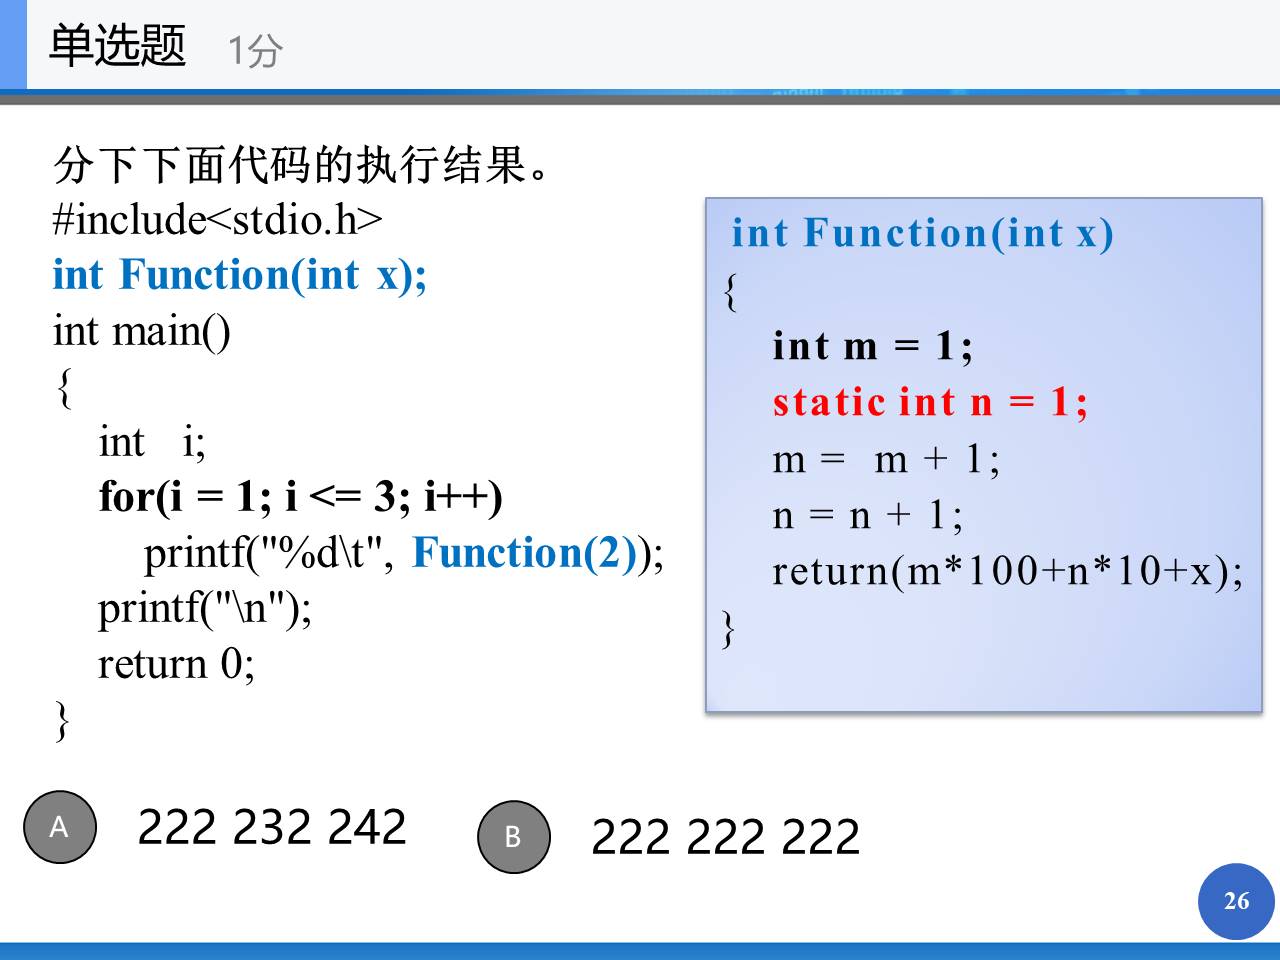 单选题 1分
分下下面代码的执行结果。
#include<stdio.h>
int Function(int x);
int main()
{
int i;
for(i = 1; i <= 3; i++)
printf("%d\t", Function(2));
printf("\n");
return 0;
}
int Function(int x)
{
int m = 1;
static int n = 1;
m = m + 1;
n = n + 1;
return(m*100+n*10+x);
}
A 222 232 242
B 222 222 222
26